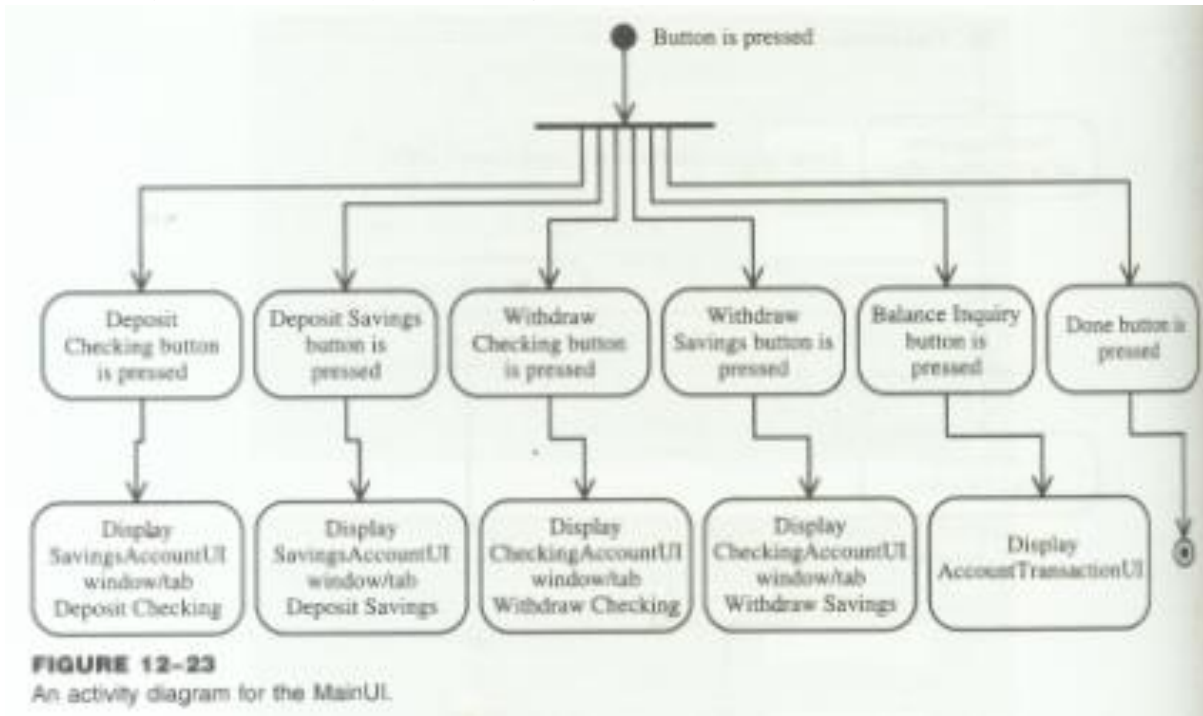 Button is pressed
Deposit
Checking button
is pressed
Deposit Savings
button is
pressed
Withdraw
Checking button
is pressed
Withdraw
Savings button is
pressed
Balance Inquiry
button is
pressed
Done button is
pressed
Display
SavingsAccountUI
window/tab
Deposit Checking
Display
SavingsAccountUI
window/tab
Deposit Savings
Display
CheckingAccountUI
window/tab
Withdraw Checking
Display
CheckingAccountUI
window/tab
Withdraw Savings
Display
AccountTransactionUI
FIGURE 12–23
An activity diagram for the MainUI.